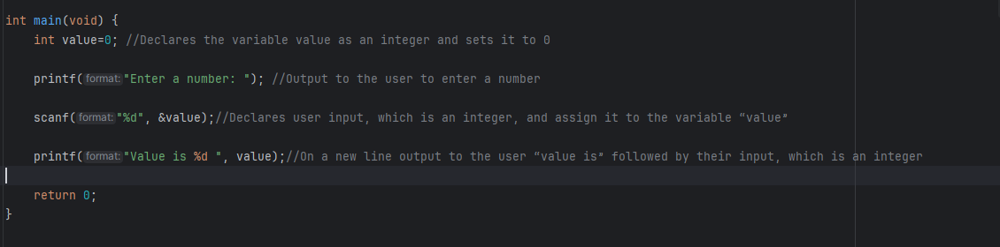 int main(void) {
    int value=0; //Declares the variable value as an integer and sets it to 0
    printf( format: "Enter a number: "); //Output to the user to enter a number
    scanf( format: "%d", &value);//Declares user input, which is an integer, and assign it to the variable “value”
    printf( format: "Value is %d ", value);//On a new line output to the user “value is” followed by their input, which is an integer
    return 0;
}